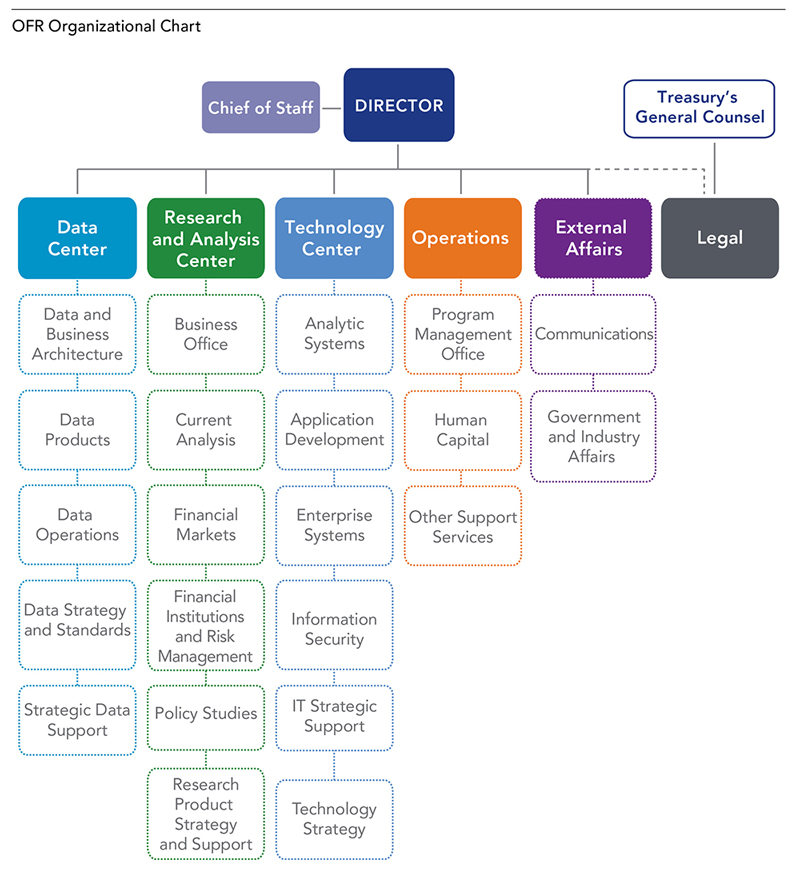 OFR Organizational Chart
Chief of Staff
DIRECTOR
Treasury's
General Counsel
Data
Center
Research
and Analysis
Center
Technology
Center
Operations
External
Affairs
Legal
Data and
Business
Architecture
Business
Office
Analytic
Systems
Program
Management
Office
Communications
Data
Products
Current
Analysis
Application
Development
Human
Capital
Government
and Industry
Affairs
Data
Operations
Financial
Markets
Enterprise
Systems
Other Support
Services
Data Strategy
and Standards
Financial
Institutions
and Risk
Management
Information
Security
Strategic Data
Support
Policy Studies
IT Strategic
Support
Research
Product
Strategy
and Support
Technology
Strategy